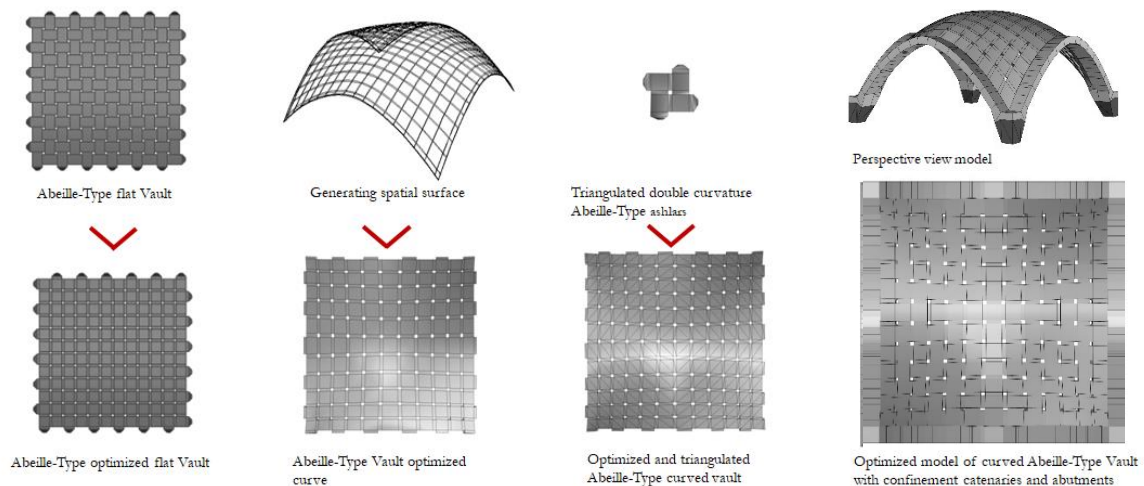 Abeille-Type flat Vault
Generating spatial surface
Triangulated double curvature
Abeille-Type ashlars
Perspective view model
Abeille-Type optimized flat Vault
Abeille-Type Vault optimized
curve
Optimized and triangulated
Abeille-Type curved vault
Optimized model of curved Abeille-Type Vault
with confinement catenaries and abutments